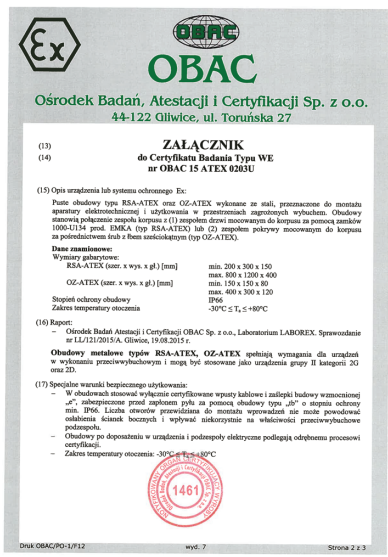 εx
OBAC
OBAC
Ośrodek Badań, Atestacji i Certyfikacji Sp. z o.o.
44-122 Gliwice, ul. Toruńska 27
(13) ZAŁĄCZNIK
(14) do Certyfikatu Badania Typu WE
nr OBAC 15 ATEX 0203U
(15) Opis urządzenia lub systemu ochronnego Ex:
Puste obudowy typu RSA-ATEX oraz OZ-ATEX wykonane ze stali, przeznaczone do montażu
aparatury elektrotechnicznej i użytkowania w przestrzeniach zagrożonych wybuchem. Obudowy
stanowią połączenie zespołu korpusu z (1) zespołem drzwi mocowanym do korpusu za pomocą zamków
1000-U134 prod. EMKA (typ RSA-ATEX) lub (2) zespołem pokrywy mocowanym do korpusu
za pośrednictwem śrub z łbem sześciokątnym (typ OZ-ATEX).
Dane znamionowe:
Wymiary gabarytowe:
RSA-ATEX (szer. x wys. x gł.) [mm] min. 200 x 300 x 150
max. 800 x 1200 x 400
OZ-ATEX (szer. x wys. x gł.) [mm] min. 150 x 150 x 80
max. 400 x 300 x 120
Stopień ochrony obudowy IP66
Zakres temperatury otoczenia -30°C ≤ Ta ≤ +80°C
(16) Raport:
– Ośrodek Badań Atestacji i Certyfikacji OBAC Sp. z o.o., Laboratorium LABOREX. Sprawozdanie
nr LL/121/2015/A. Gliwice, 19.08.2015 r.
Obudowy metalowe typów RSA-ATEX, OZ-ATEX spełniają wymagania dla urządzeń
w wykonaniu przeciwwybuchowym i mogą być stosowane jako urządzenia grupy II kategorii 2G
oraz 2D.
(17) Specjalne warunki bezpiecznego użytkowania:
– W obudowach stosować wyłącznie certyfikowane wpusty kablowe i zaślepki budowy wzmocnionej
„e”, zabezpieczone przed zapłonem pyłu za pomocą obudowy typu „tb” o stopniu ochrony
min. IP66. Liczba otworów przewidziana do montażu wprowadzeń nie może powodować
osłabienia ścianek bocznych i wpływać niekorzystnie na właściwości przeciwwybuchowe
podzespołu.
– Obudowy po doposażeniu w urządzenia i podzespoły elektryczne podlegają odrębnemu procesowi
certyfikacji.
– Zakres temperatury otoczenia: -30°C ≤ Ta ≤ +80°C
1461
Druk OBAC/PO-1/F12 wyd. 7 Strona 2 z 3